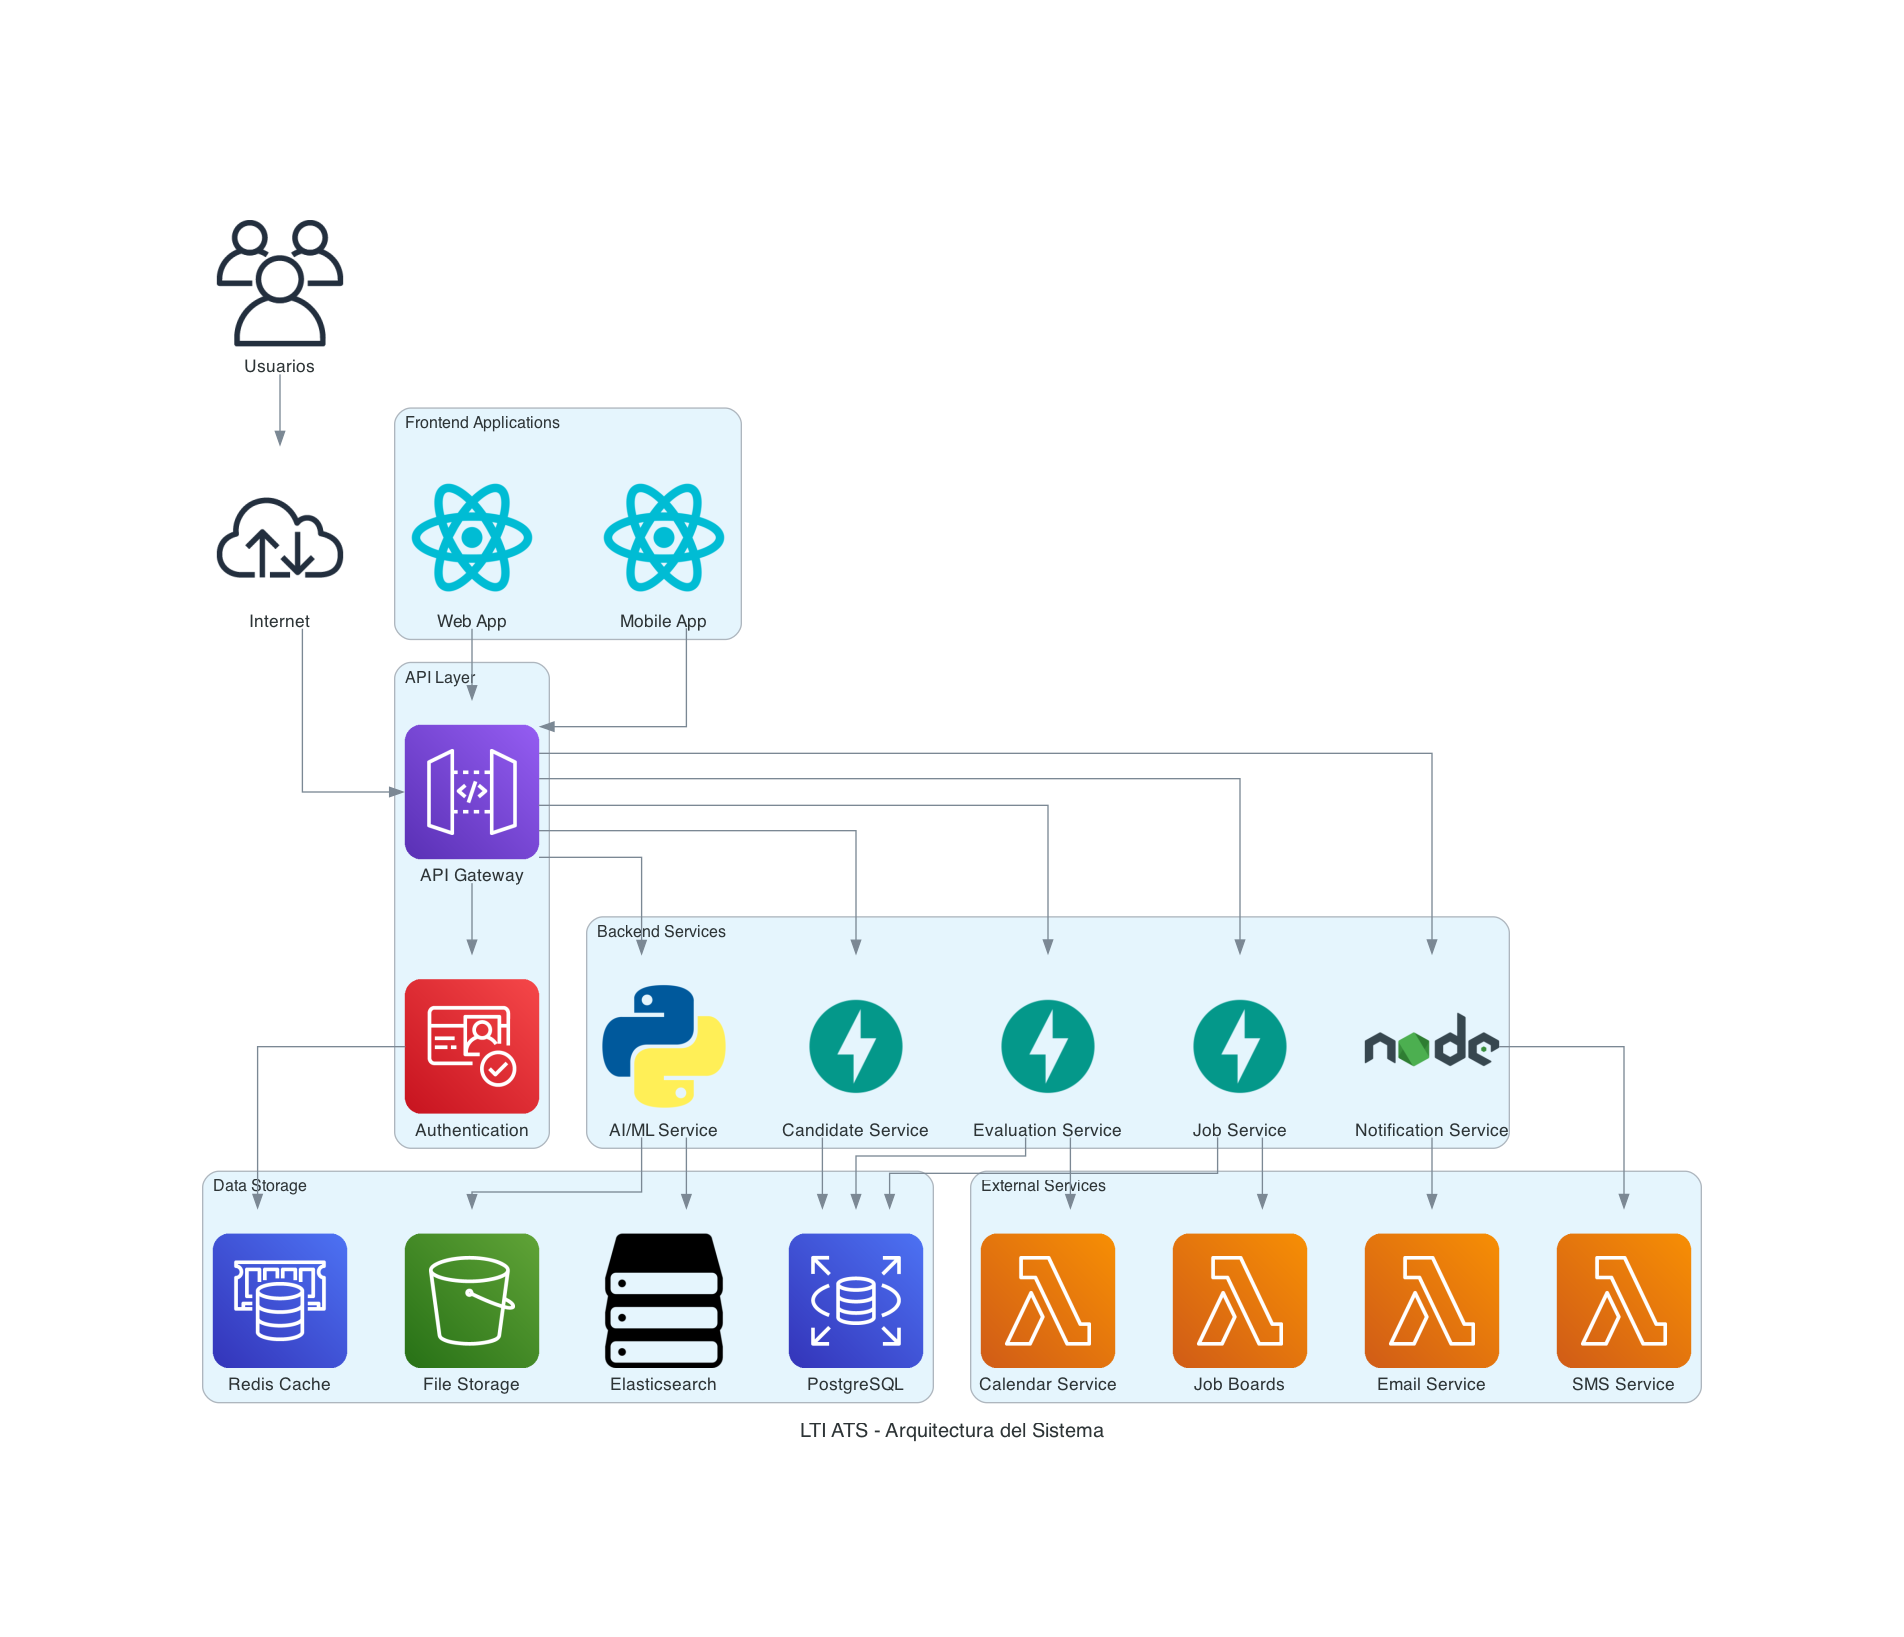 Usuarios
Frontend Applications
Internet
Web App
Mobile App
API Layer
API Gateway
Backend Services
Authentication
AI/ML Service
Candidate Service
Evaluation Service
Job Service
node
Notification Service
Data Storage
External Services
Redis Cache
File Storage
Elasticsearch
PostgreSQL
Calendar Service
Job Boards
Email Service
SMS Service
LTI ATS - Arquitectura del Sistema